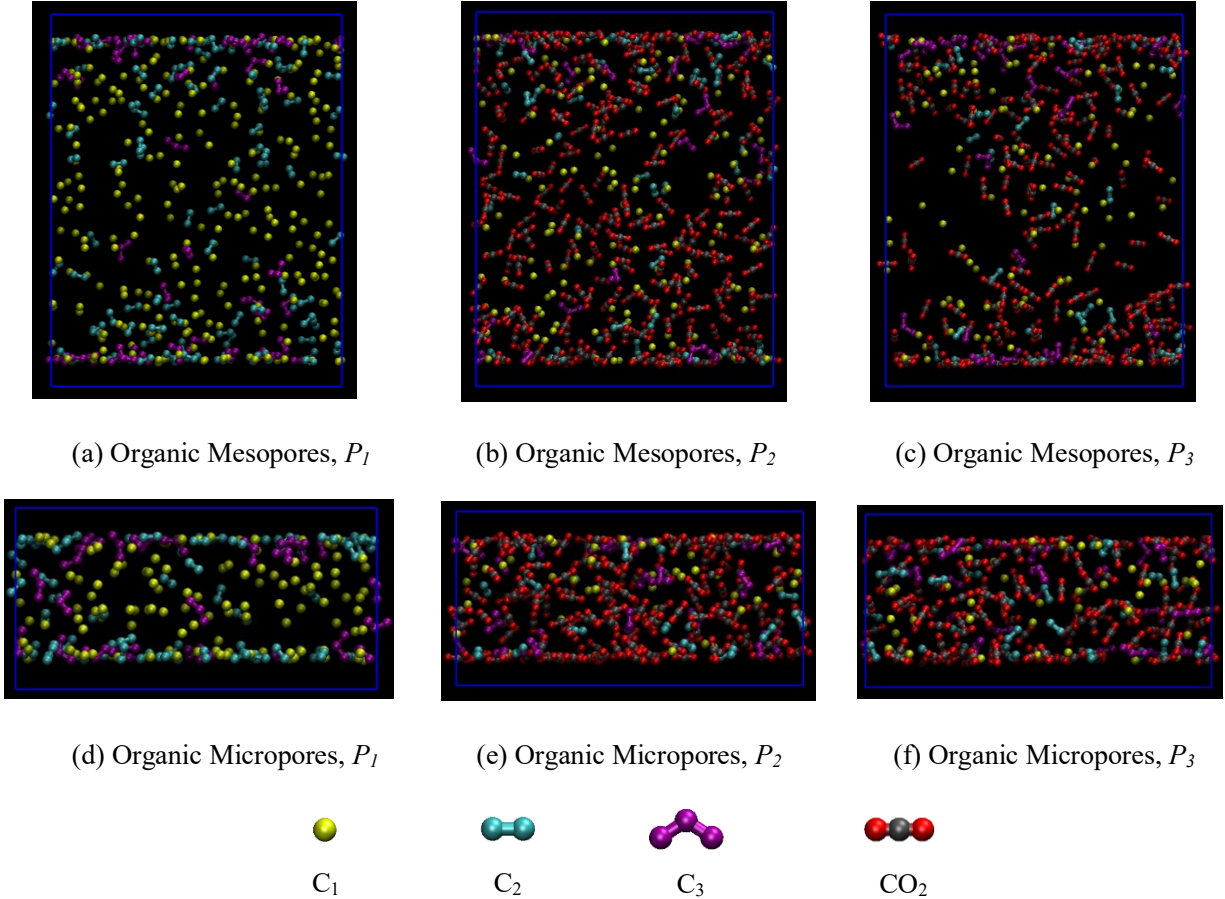 (a) Organic Mesopores, P₁ (b) Organic Mesopores, P₂ (c) Organic Mesopores, P₃
(d) Organic Micropores, P₁ (e) Organic Micropores, P₂ (f) Organic Micropores, P₃
C₁ C₂ C₃ CO₂